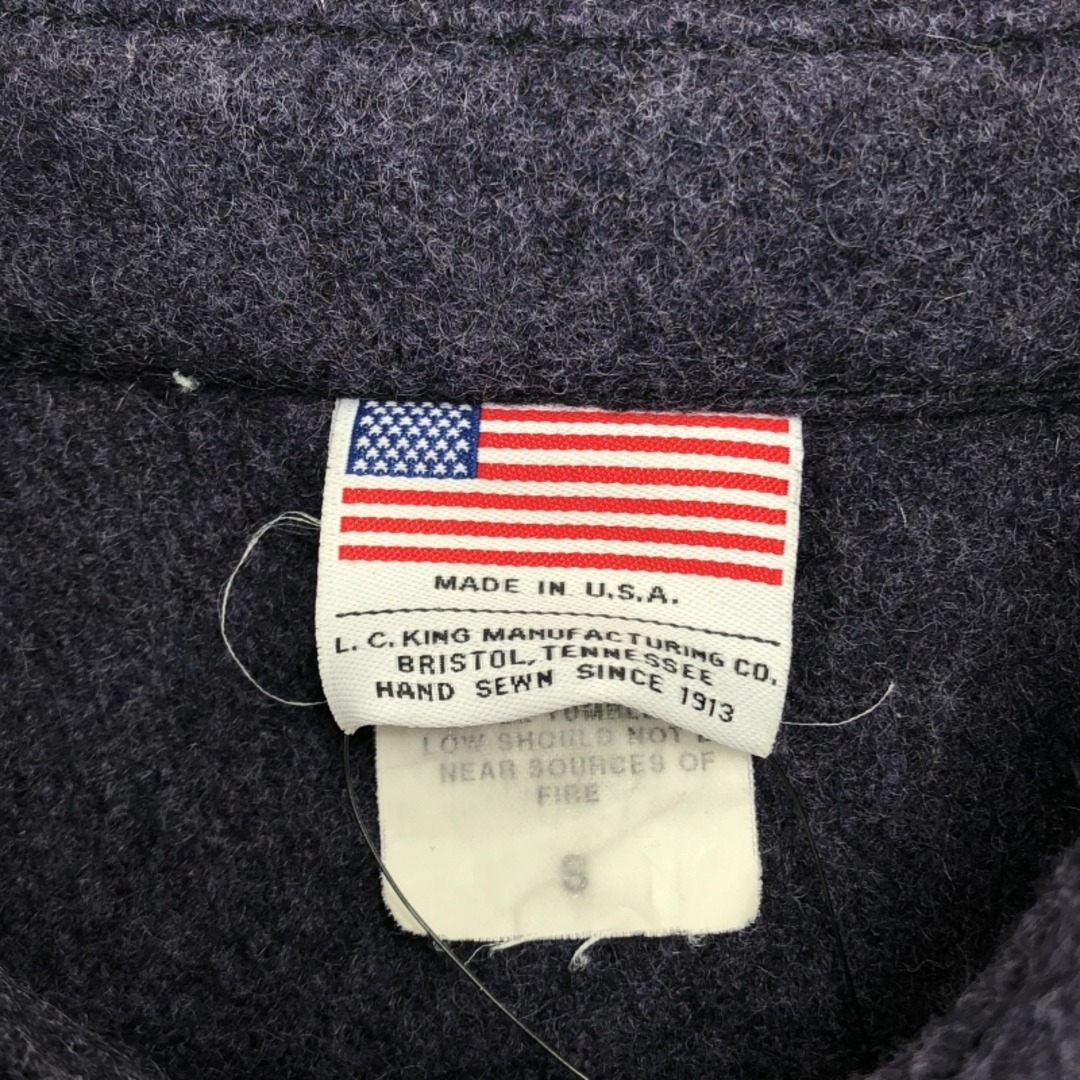 MADE IN U.S.A.
L. C. KING MANUFACTURING CO.
BRISTOL, TENNESSEE
HAND SEWN SINCE 1913
LOW SHOULD NOT
NEAR SOURCES OF
FIRE
S